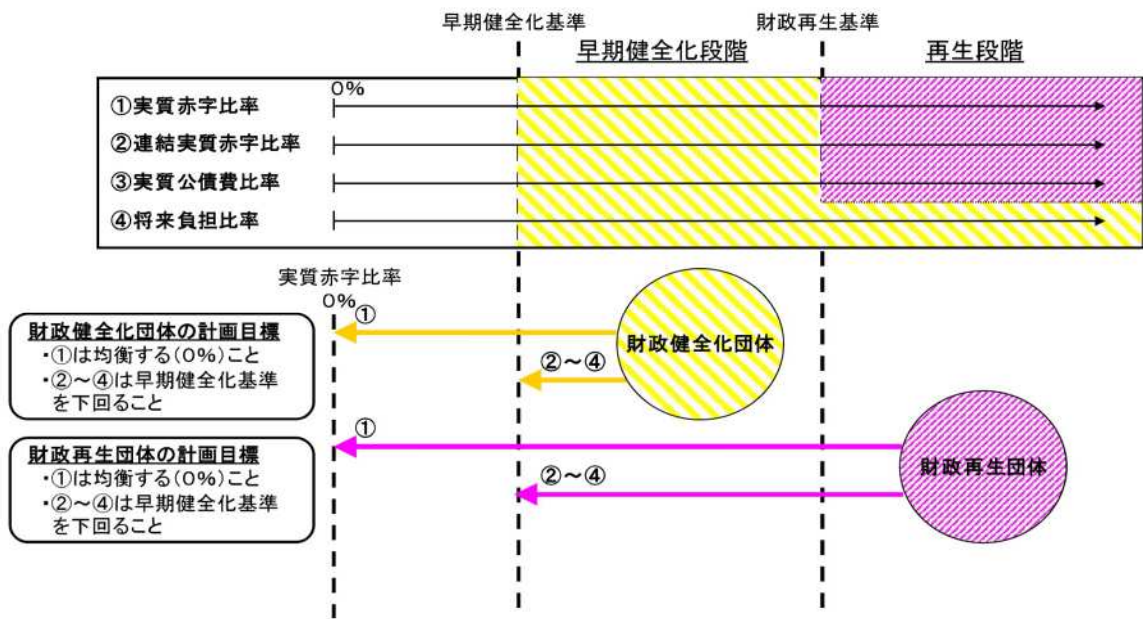 早期健全化基準
財政再生基準
早期健全化段階
再生段階
0%
①実質赤字比率
②連結実質赤字比率
③実質公債費比率
④将来負担比率
実質赤字比率
0%
財政健全化団体の計画目標
・①は均衡する(0%)こと
・②～④は早期健全化基準
を下回ること
①
②～④
財政健全化団体
財政再生団体の計画目標
・①は均衡する(0%)こと
・②～④は早期健全化基準
を下回ること
①
②～④
財政再生団体